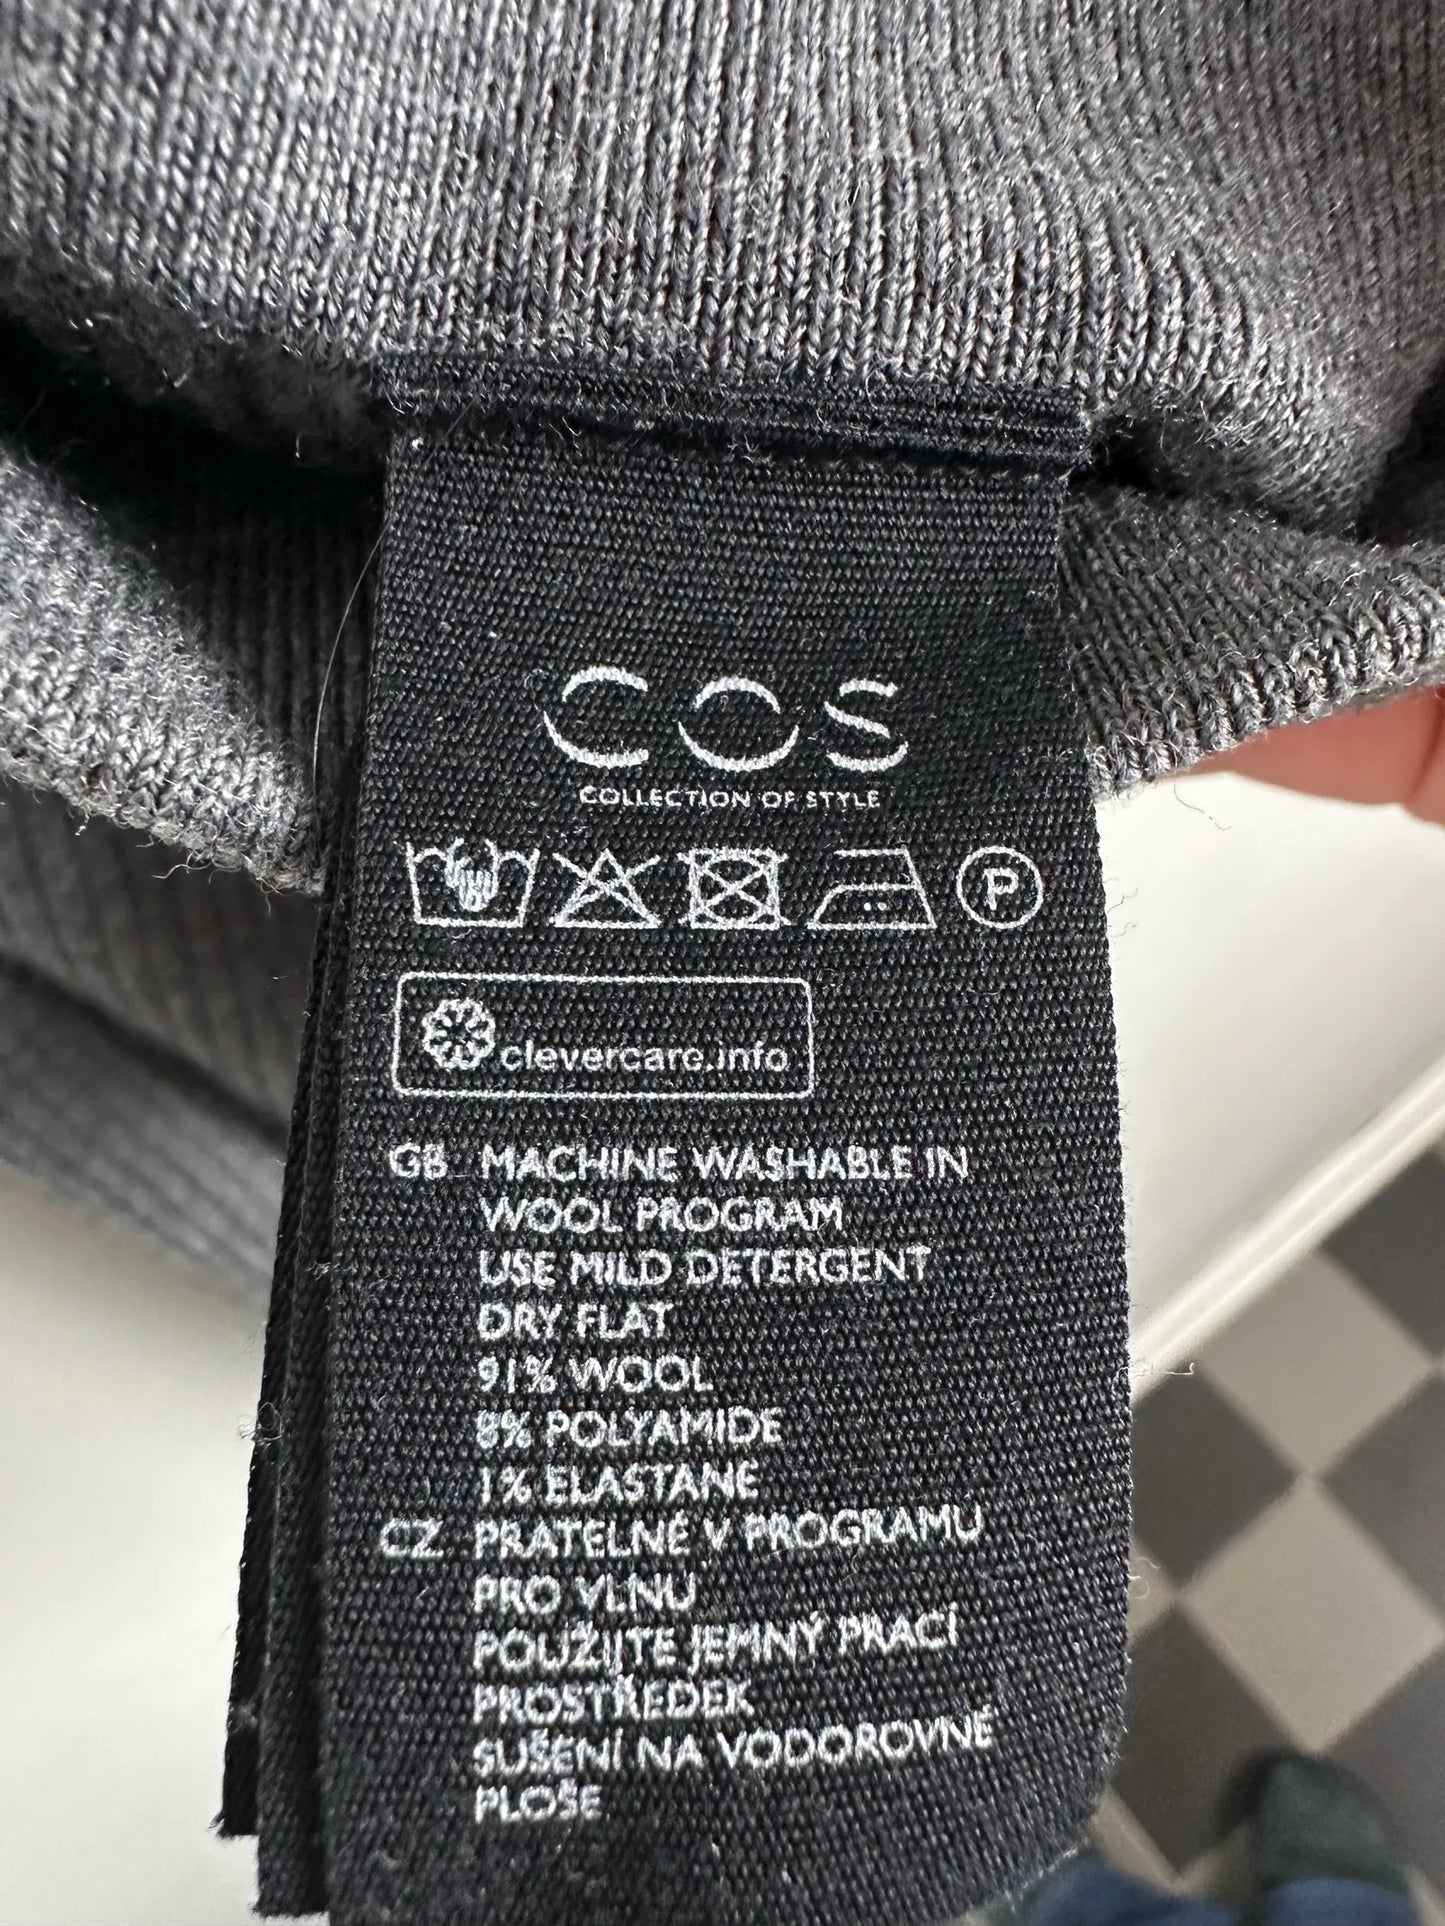 COS
COLLECTION OF STYLE
P
clevercare.info
GB MACHINE WASHABLE IN
WOOL PROGRAM
USE MILD DETERGENT
DRY FLAT
91% WOOL
8% POLYAMIDE
1% ELASTANE
CZ PRATELNÉ V PROGRAMU
PRO VLNU
POUŽIJTE JEMNÝ PRACÍ
PROSTŘEDEK
SUŠENÍ NA VODOROVNÉ
PLOŠE